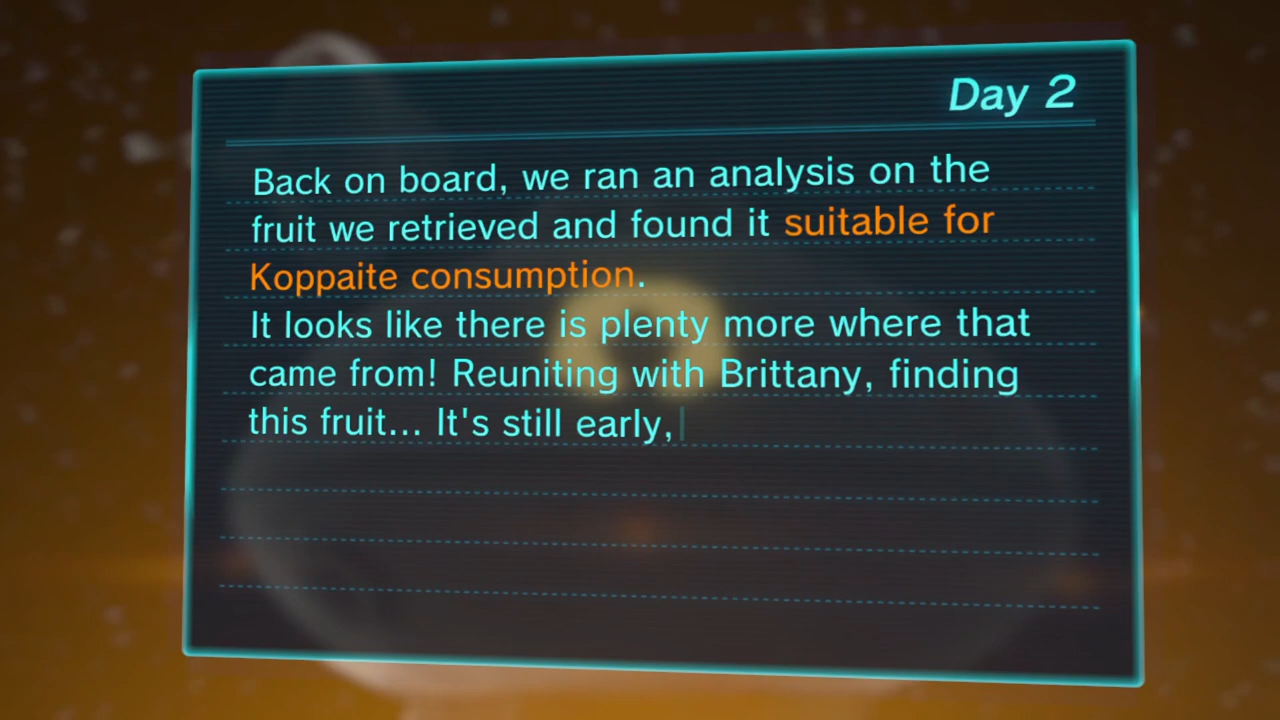 Day 2
Back on board, we ran an analysis on the
fruit we retrieved and found it suitable for
Koppaite consumption.
It looks like there is plenty more where that
came from! Reuniting with Brittany, finding
this fruit... It's still early,